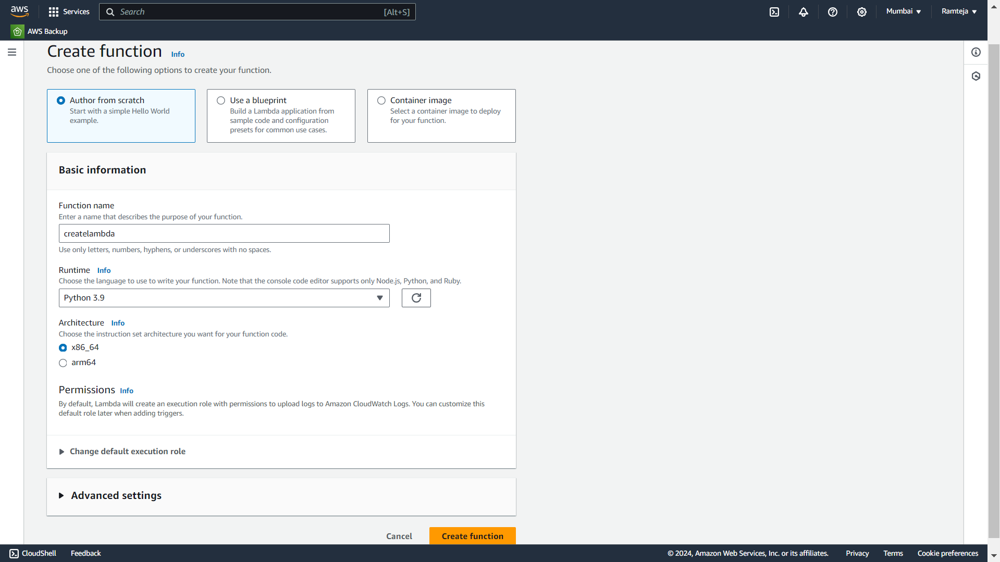 aws
Services
Search
[Alt+S]
Mumbai
Ramteja
AWS Backup
Create function Info
Choose one of the following options to create your function.
Author from scratch
Start with a simple Hello World
example.
Use a blueprint
Build a Lambda application from
sample code and configuration
presets for common use cases.
Container image
Select a container image to deploy
for your function.
Basic information
Function name
Enter a name that describes the purpose of your function.
createlambda
Use only letters, numbers, hyphens, or underscores with no spaces.
Runtime Info
Choose the language to use to write your function. Note that the console code editor supports only Node.js, Python, and Ruby.
Python 3.9
Architecture Info
Choose the instruction set architecture you want for your function code.
x86_64
arm64
Permissions Info
By default, Lambda will create an execution role with permissions to upload logs to Amazon CloudWatch Logs. You can customize this
default role later when adding triggers.
Change default execution role
Advanced settings
Cancel
Create function
CloudShell
Feedback
© 2024, Amazon Web Services, Inc. or its affiliates.
Privacy
Terms
Cookie preferences